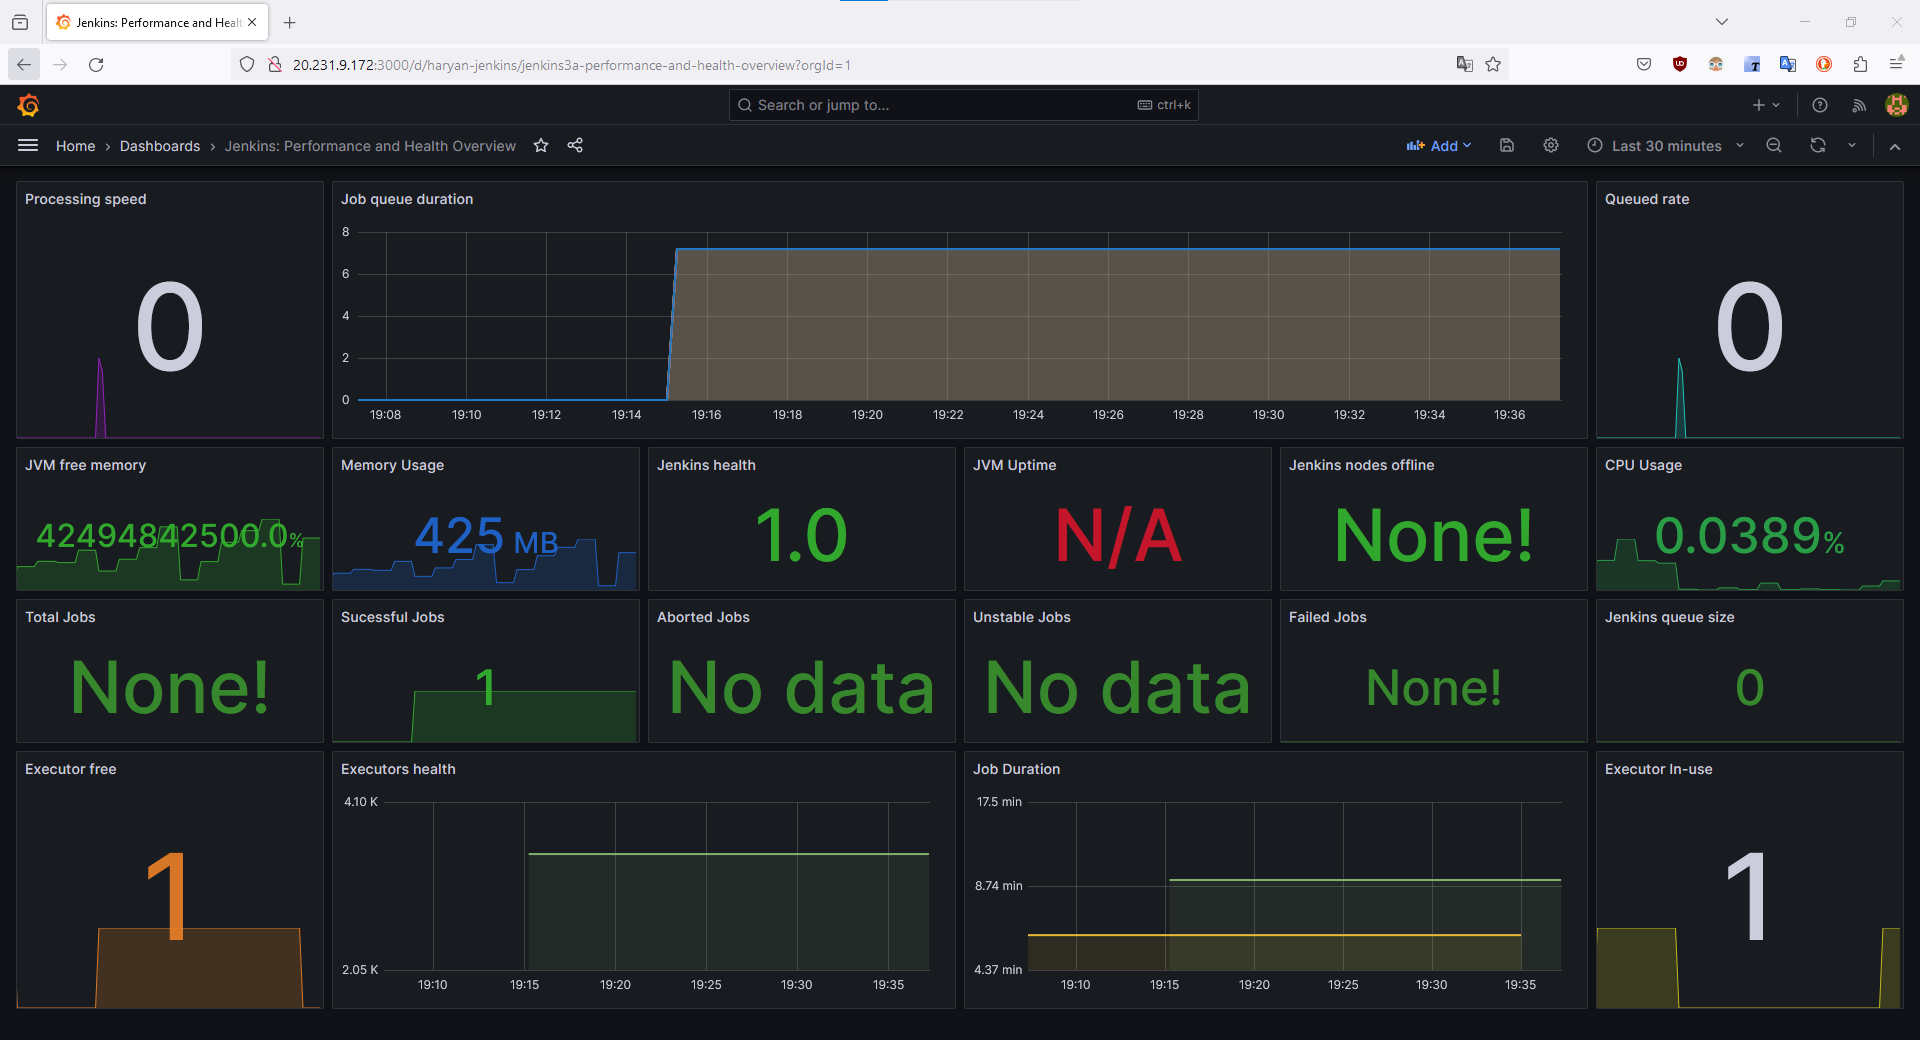 Jenkins: Performance and Healt
20.231.9.172:3000/d/haryan-jenkins/jenkins3a-performance-and-health-overview?orgId=1
Search or jump to...
ctrl+k
Home › Dashboards › Jenkins: Performance and Health Overview
Add
Last 30 minutes
Processing speed
0
Job queue duration
8
6
4
2
0
19:08 19:10 19:12 19:14 19:16 19:18 19:20 19:22 19:24 19:26 19:28 19:30 19:32 19:34 19:36
Queued rate
0
JVM free memory
42494842500.0%
Memory Usage
425 MB
Jenkins health
1.0
JVM Uptime
N/A
Jenkins nodes offline
None!
CPU Usage
0.0389%
Total Jobs
None!
Sucessful Jobs
1
Aborted Jobs
No data
Unstable Jobs
No data
Failed Jobs
None!
Jenkins queue size
0
Executor free
1
Executors health
4.10 K
2.05 K
19:10 19:15 19:20 19:25 19:30 19:35
Job Duration
17.5 min
8.74 min
4.37 min
19:10 19:15 19:20 19:25 19:30 19:35
Executor In-use
1